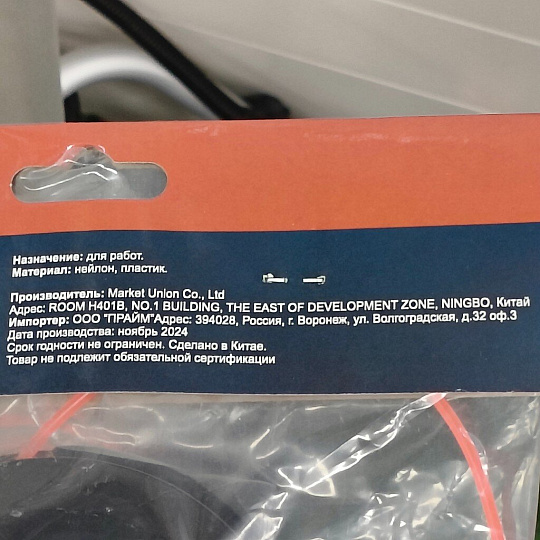 Назначение: для работ.
Материал: нейлон, пластик.
Производитель: Market Union Co., Ltd
Адрес: ROOM H401B, NO.1 BUILDING, THE EAST OF DEVELOPMENT ZONE, NINGBO, Китай
Импортер: ООО "ПРАЙМ"Адрес: 394028, Россия, г. Воронеж, ул. Волгоградская, д.32 оф.3
Дата производства: ноябрь 2024
Срок годности не ограничен. Сделано в Китае.
Товар не подлежит обязательной сертификации